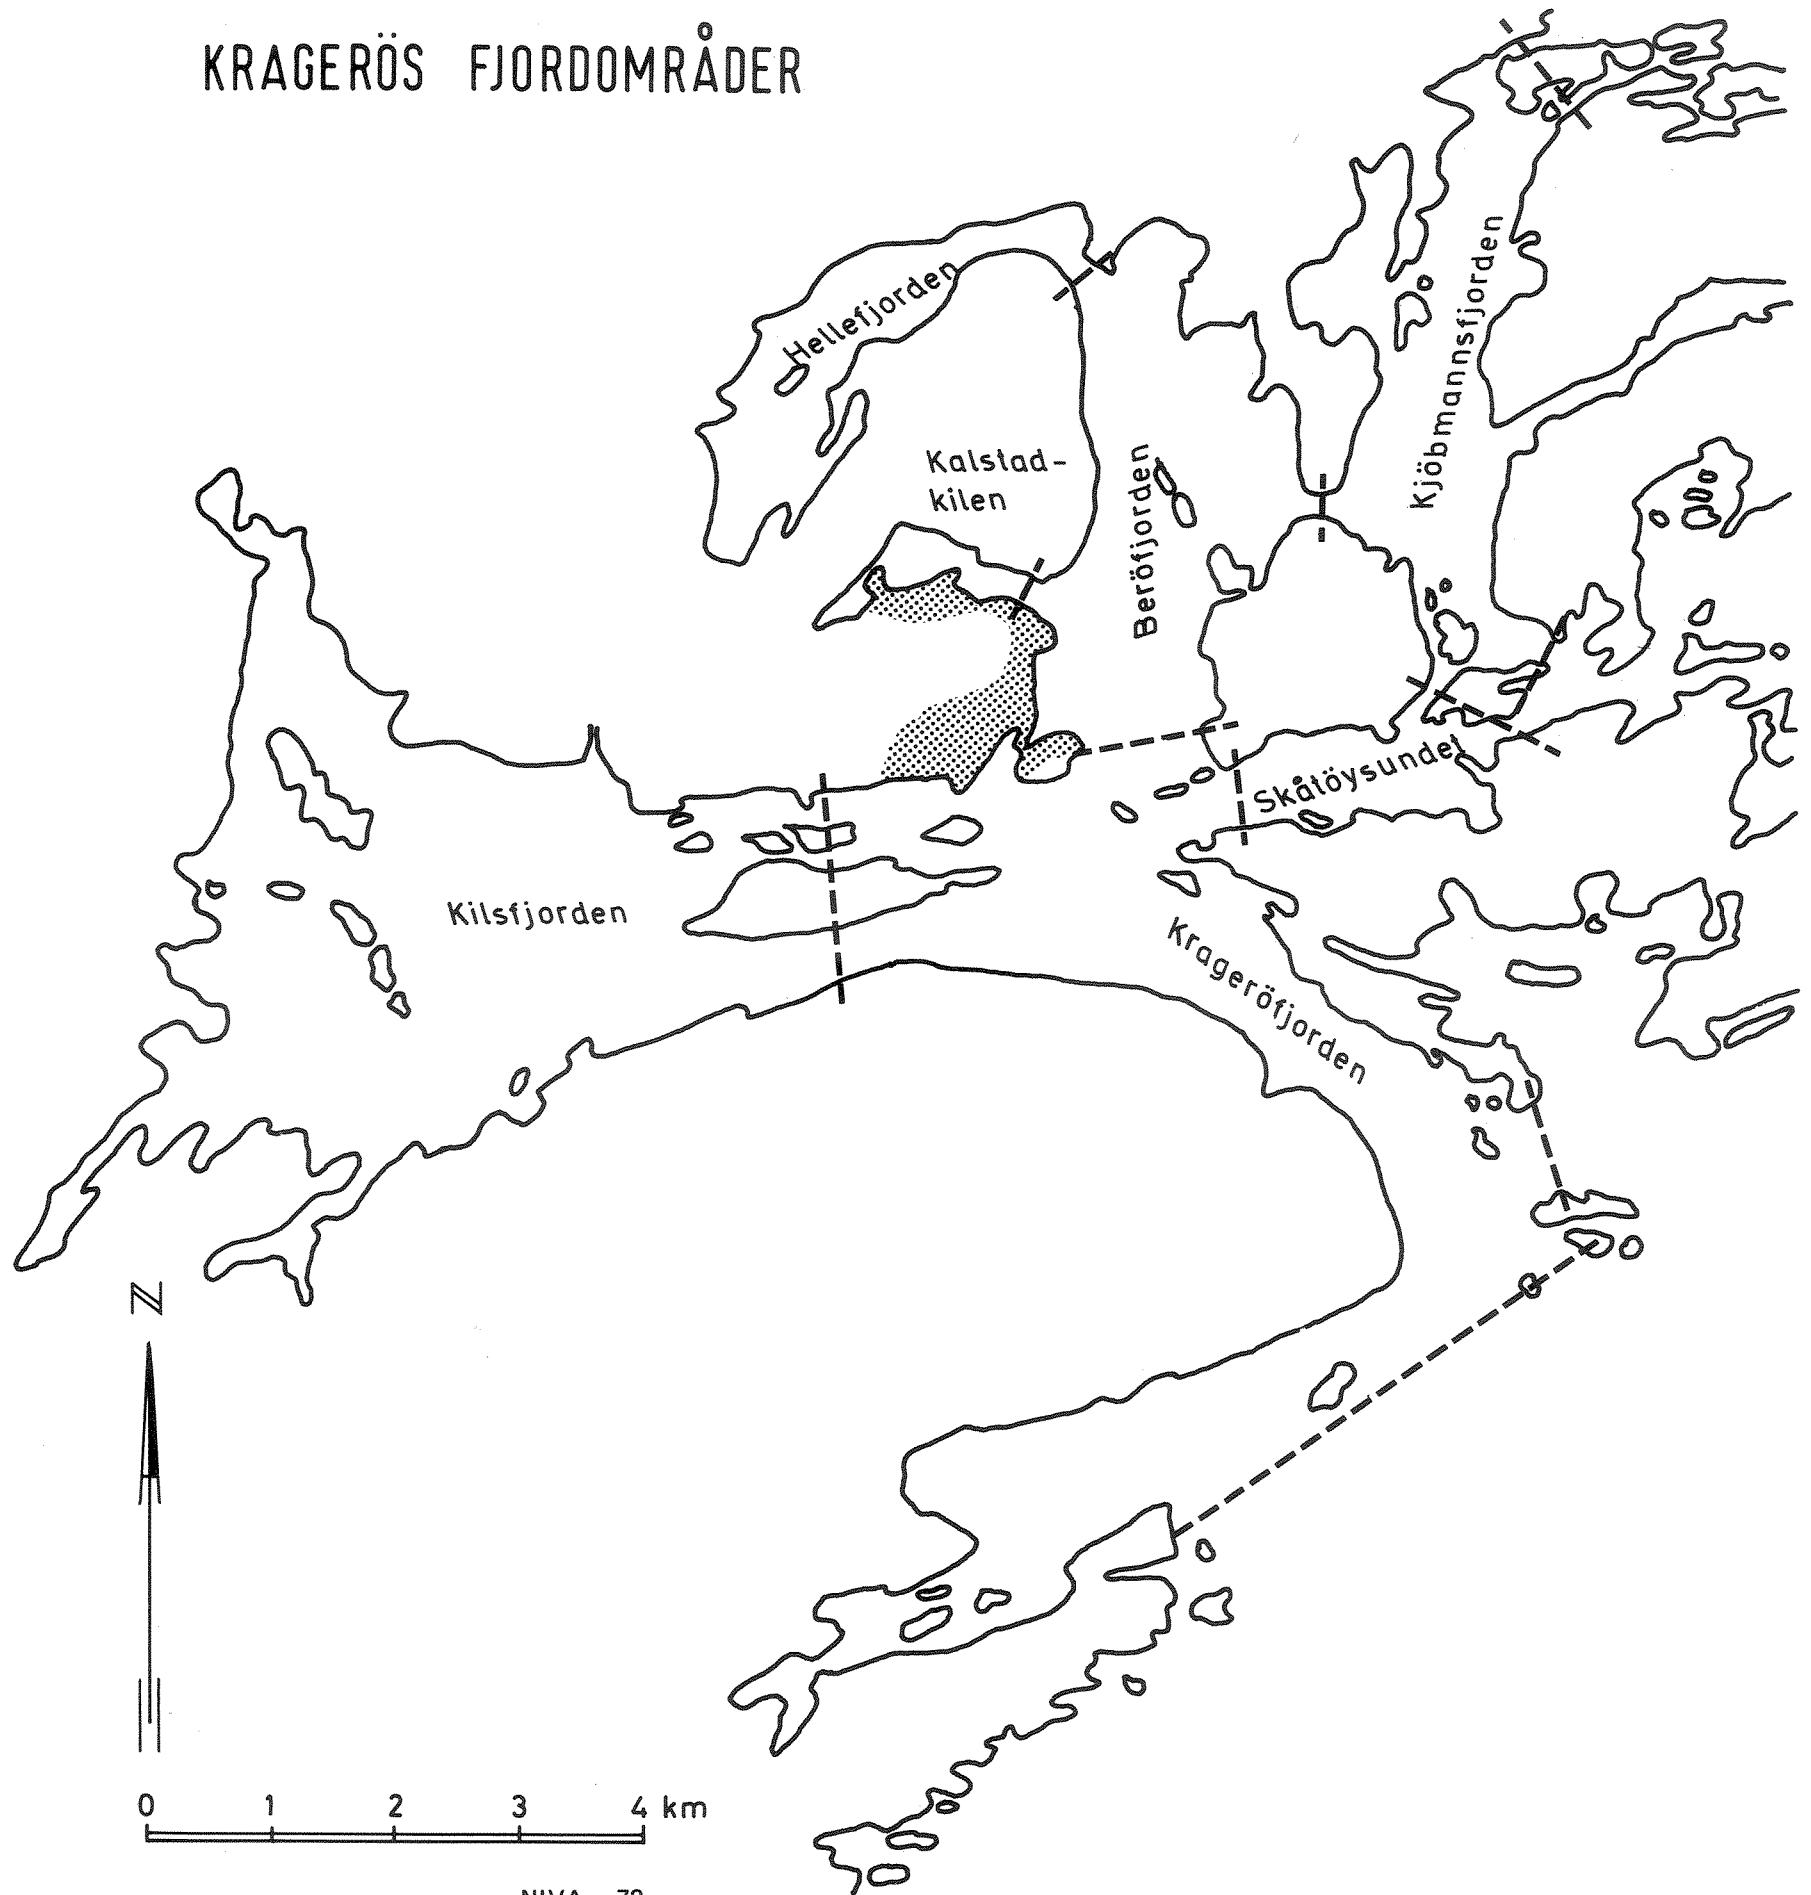 KRAGERÖS FJORDOMRÅDER
Hellefjorden
Kjöbmannsfjorden
Kalstad-
kilen
Beröfjorden
Skåtöysundet
Kilsfjorden
Krageröfjorden
N
0 1 2 3 4 km